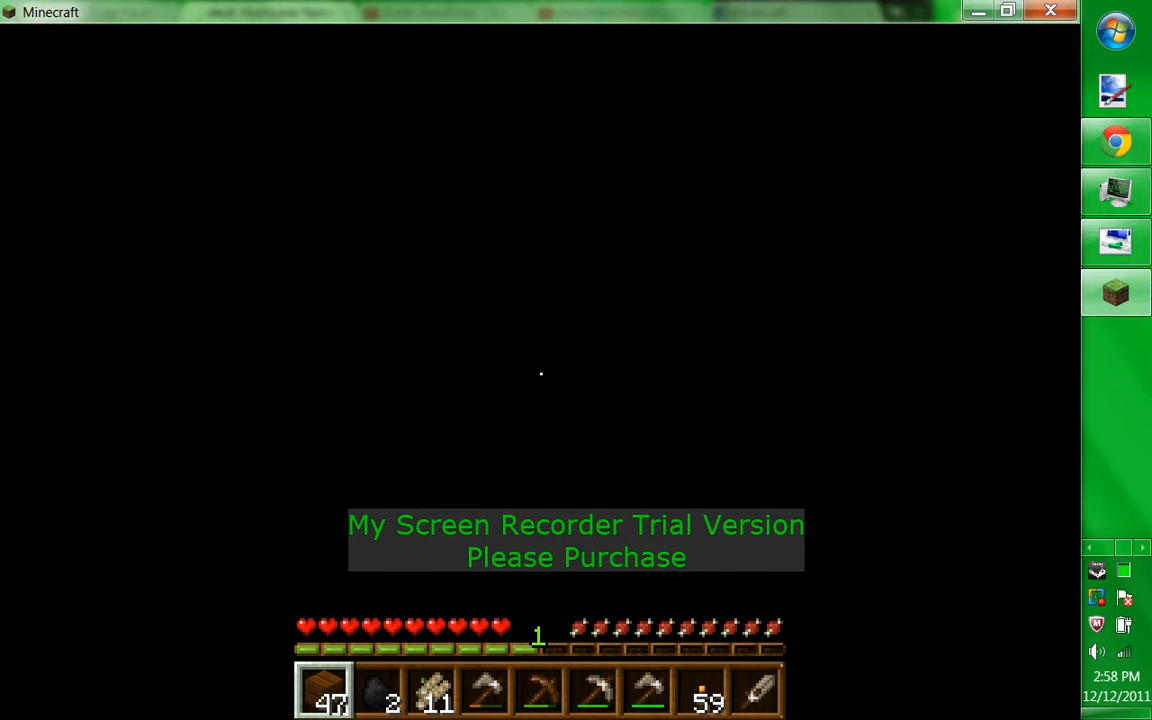 Minecraft
My Screen Recorder Trial Version
Please Purchase
1
47
2
11
59
2:58 PM
12/12/2011